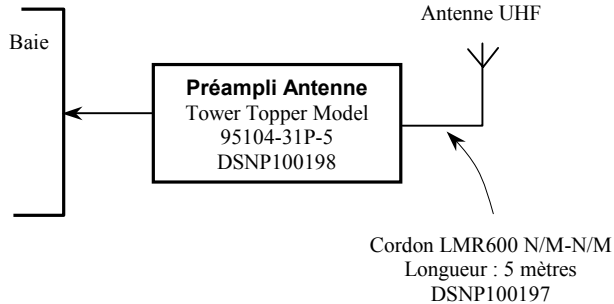 Antenne UHF
Baie
Préampli Antenne
Tower Topper Model
95104-31P-5
DSNP100198
Cordon LMR600 N/M-N/M
Longueur : 5 mètres
DSNP100197